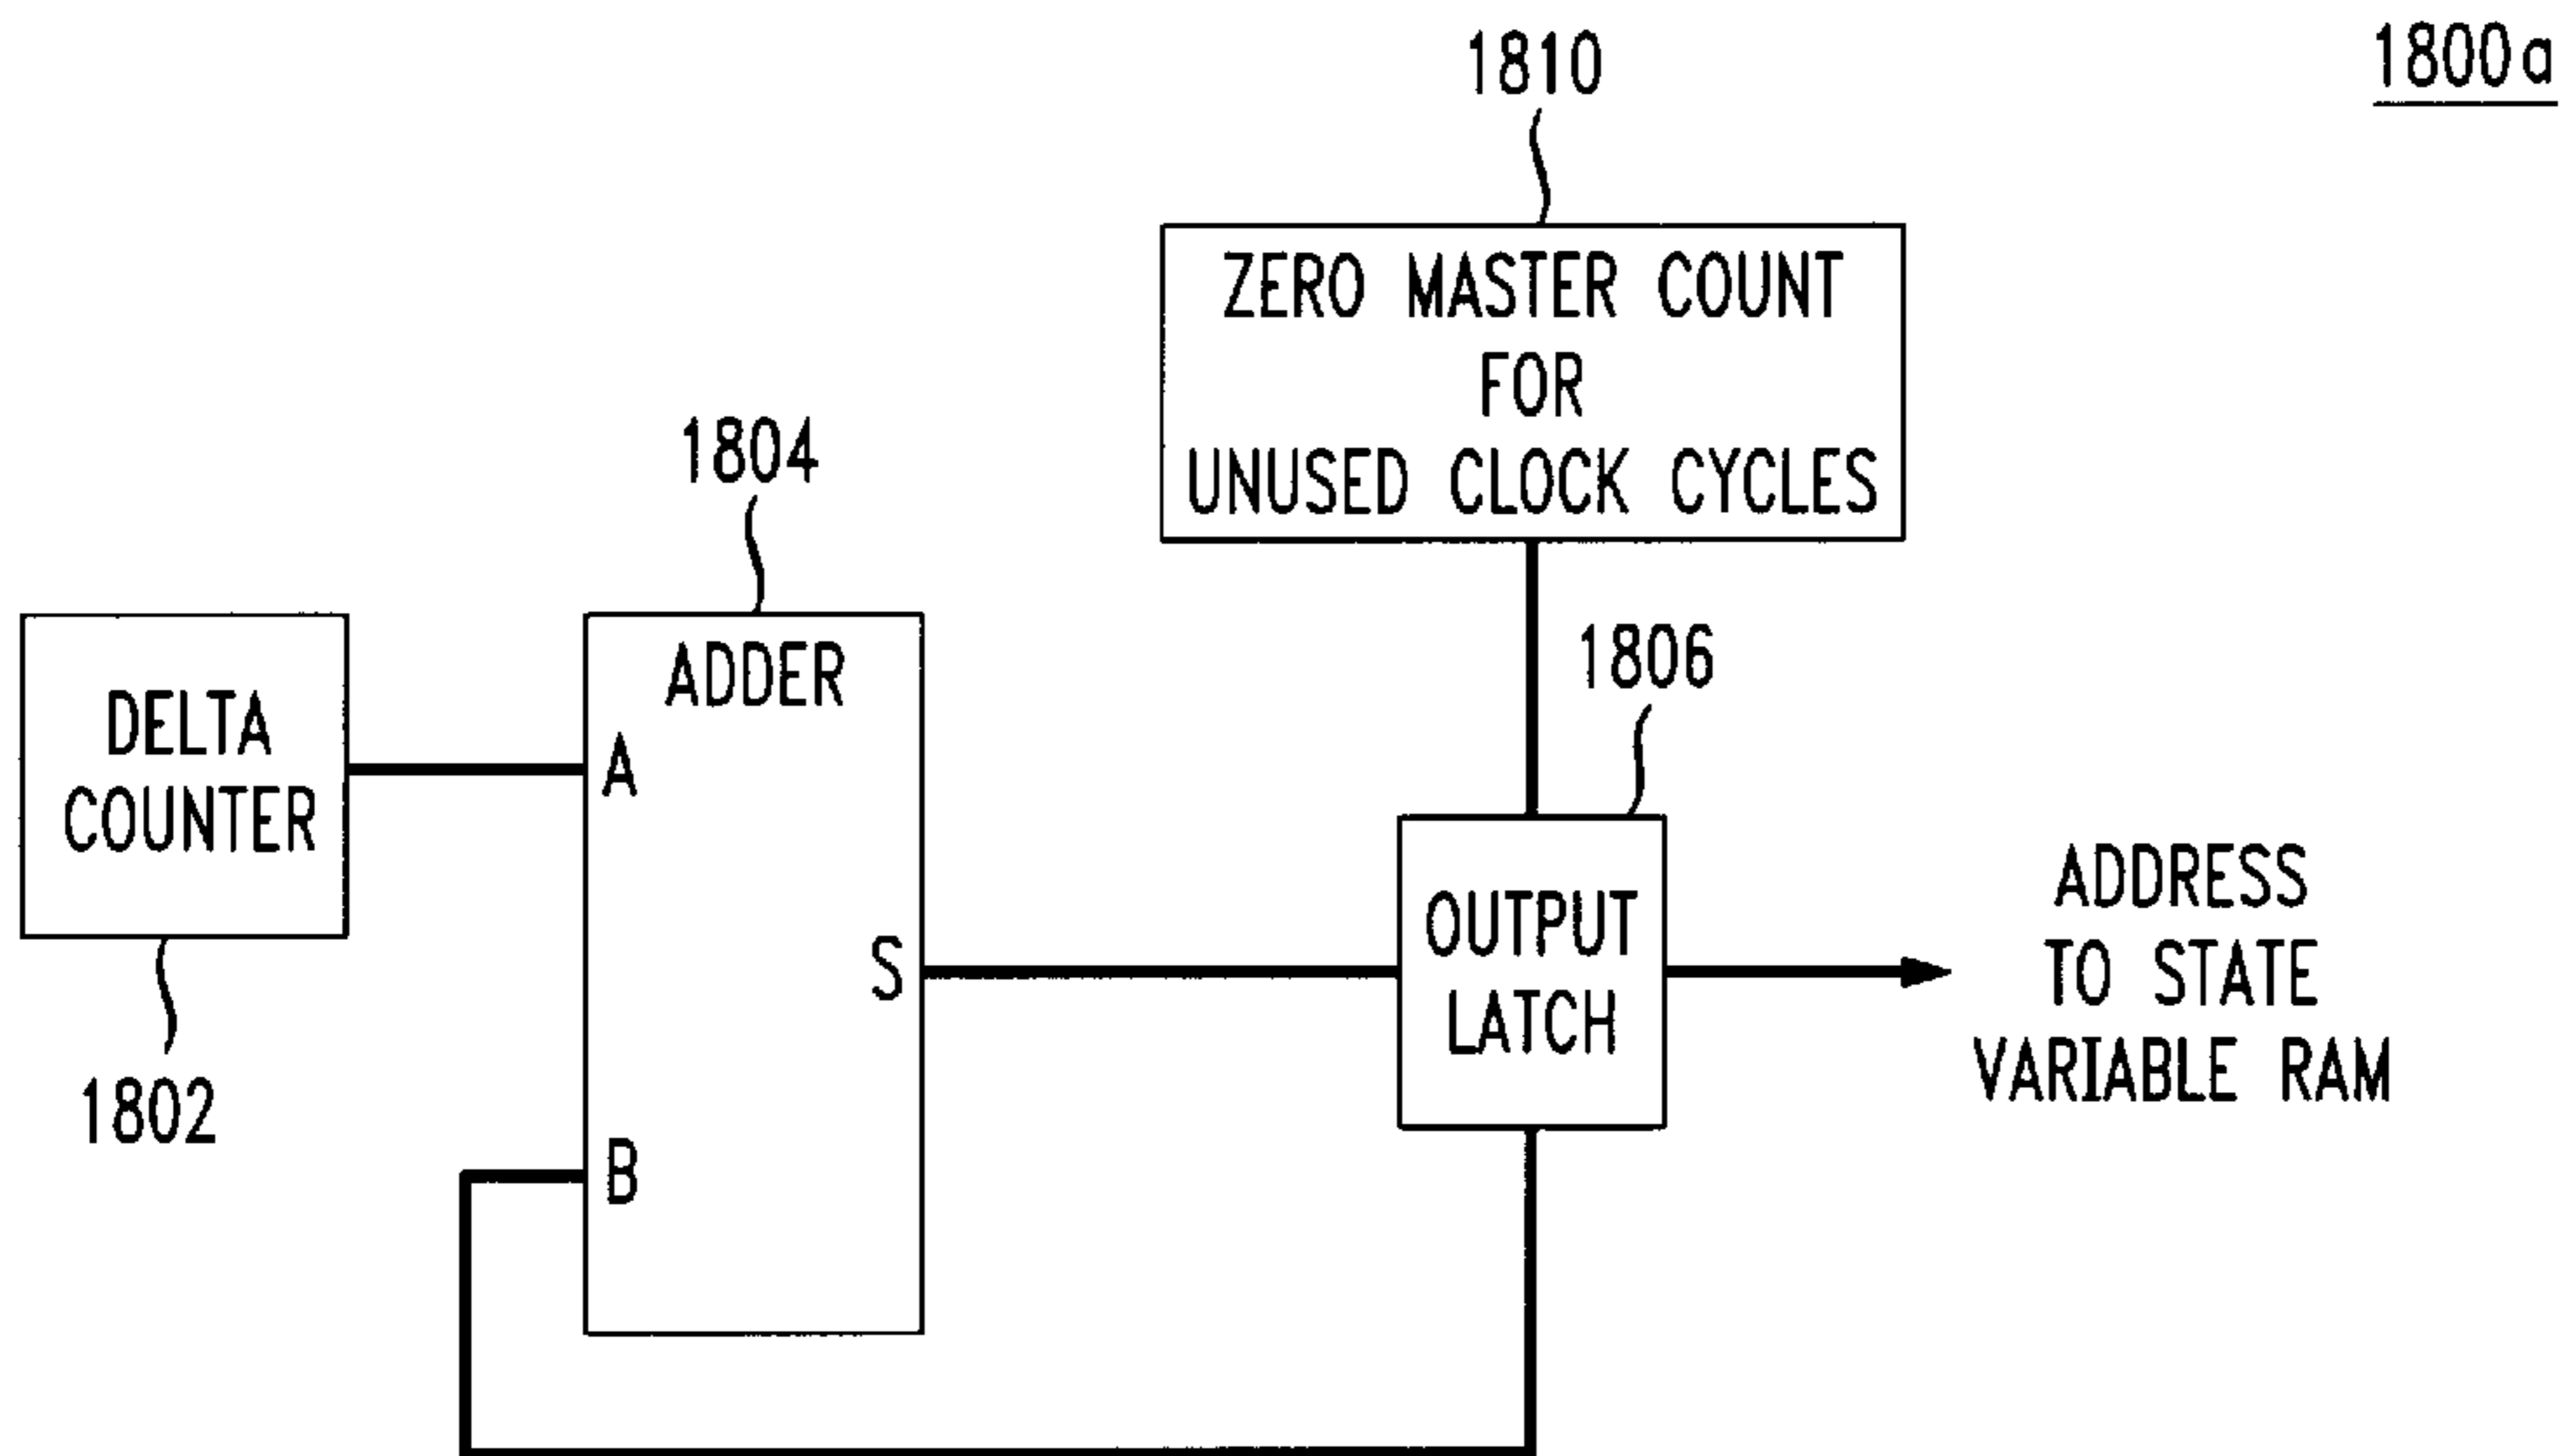 1800a
1810
ZERO MASTER COUNT
FOR
UNUSED CLOCK CYCLES
1804
ADDER
A
B
S
DELTA
COUNTER
1802
1806
OUTPUT
LATCH
ADDRESS
TO STATE
VARIABLE RAM